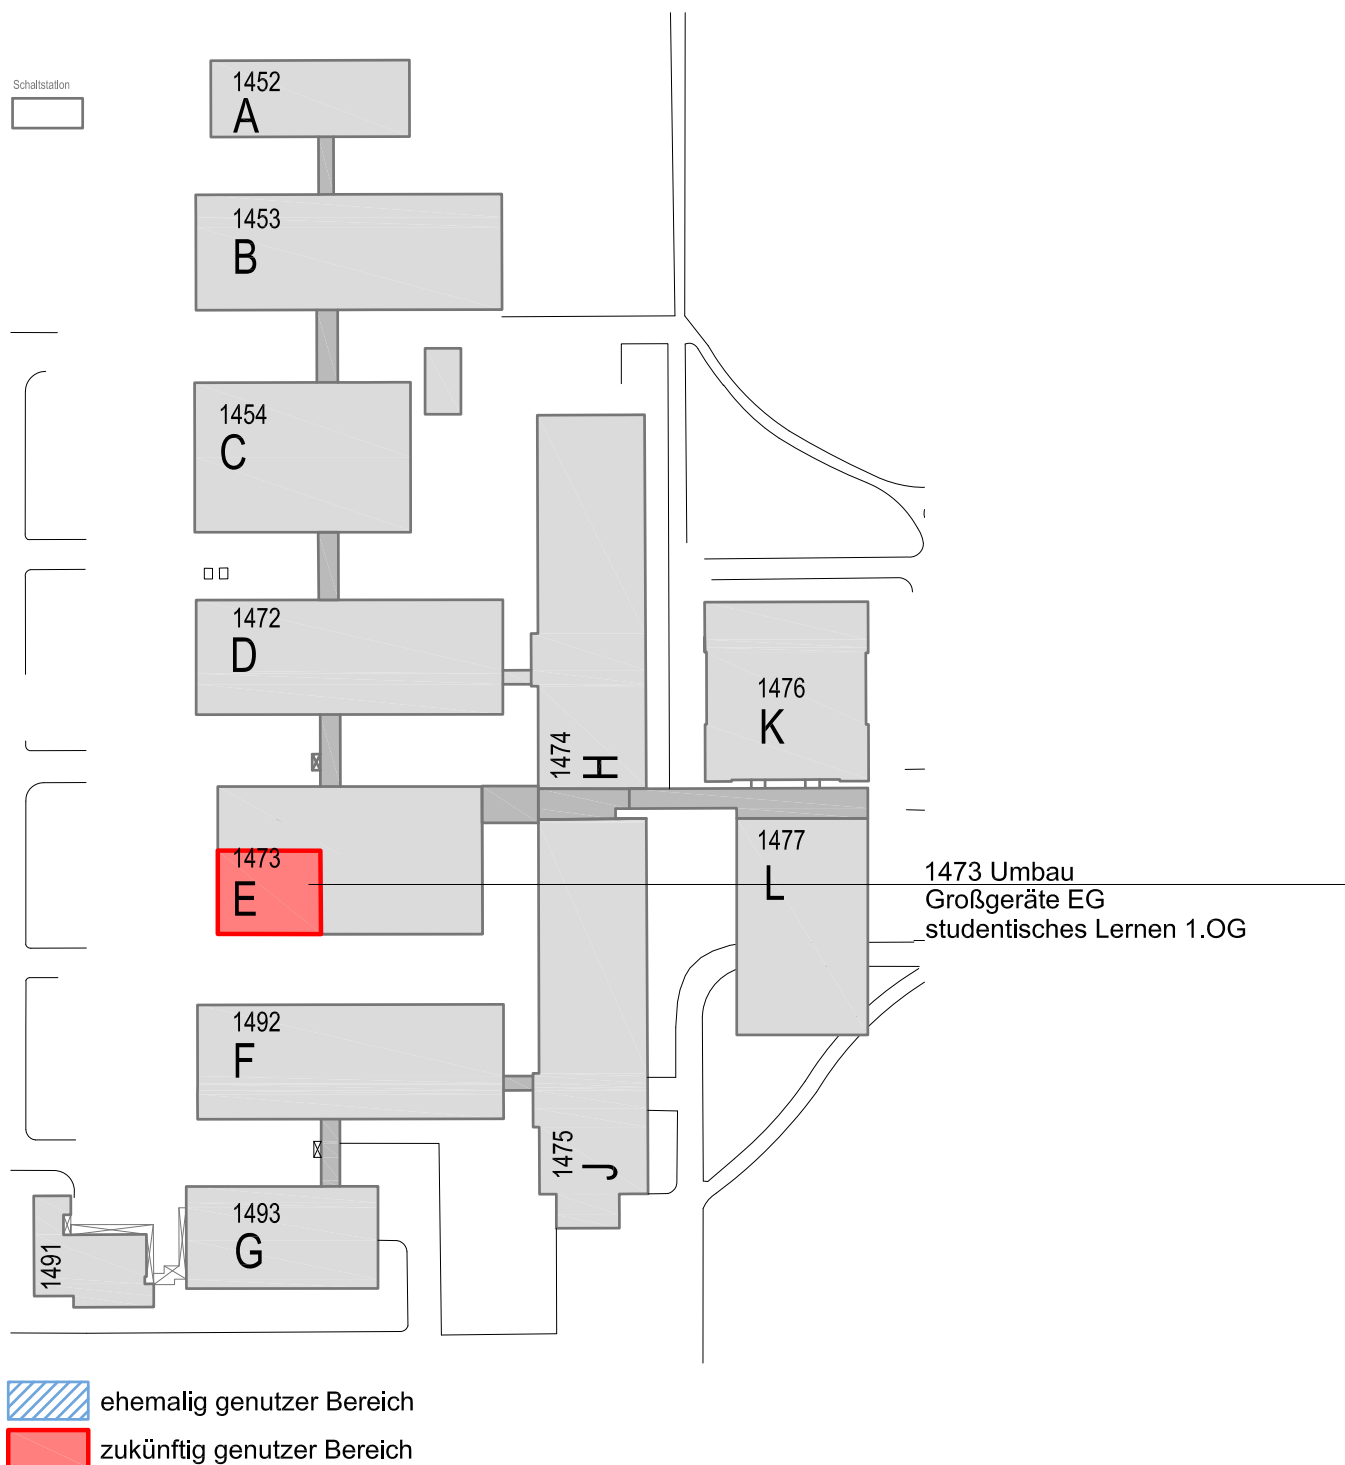 Schaltstation
1452
A
1453
B
1454
C
1472
D
1474
H
1476
K
1473
E
1477
L
1473 Umbau
Großgeräte EG
studentisches Lernen 1.OG
1492
F
1475
J
1493
G
1491
ehemalig genutzer Bereich
zukünftig genutzer Bereich